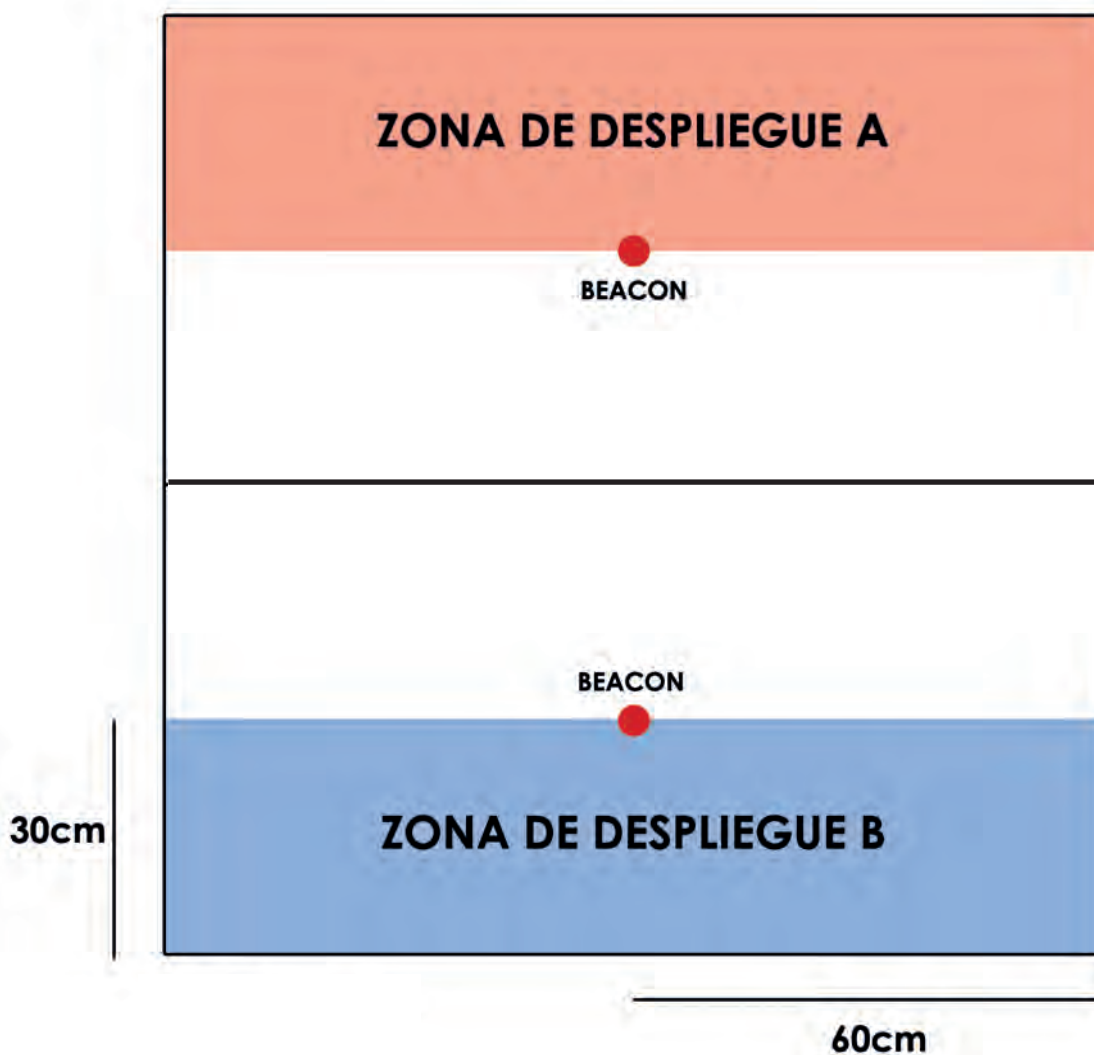 ZONA DE DESPLIEGUE A
BEACON
BEACON
30cm
ZONA DE DESPLIEGUE B
60cm